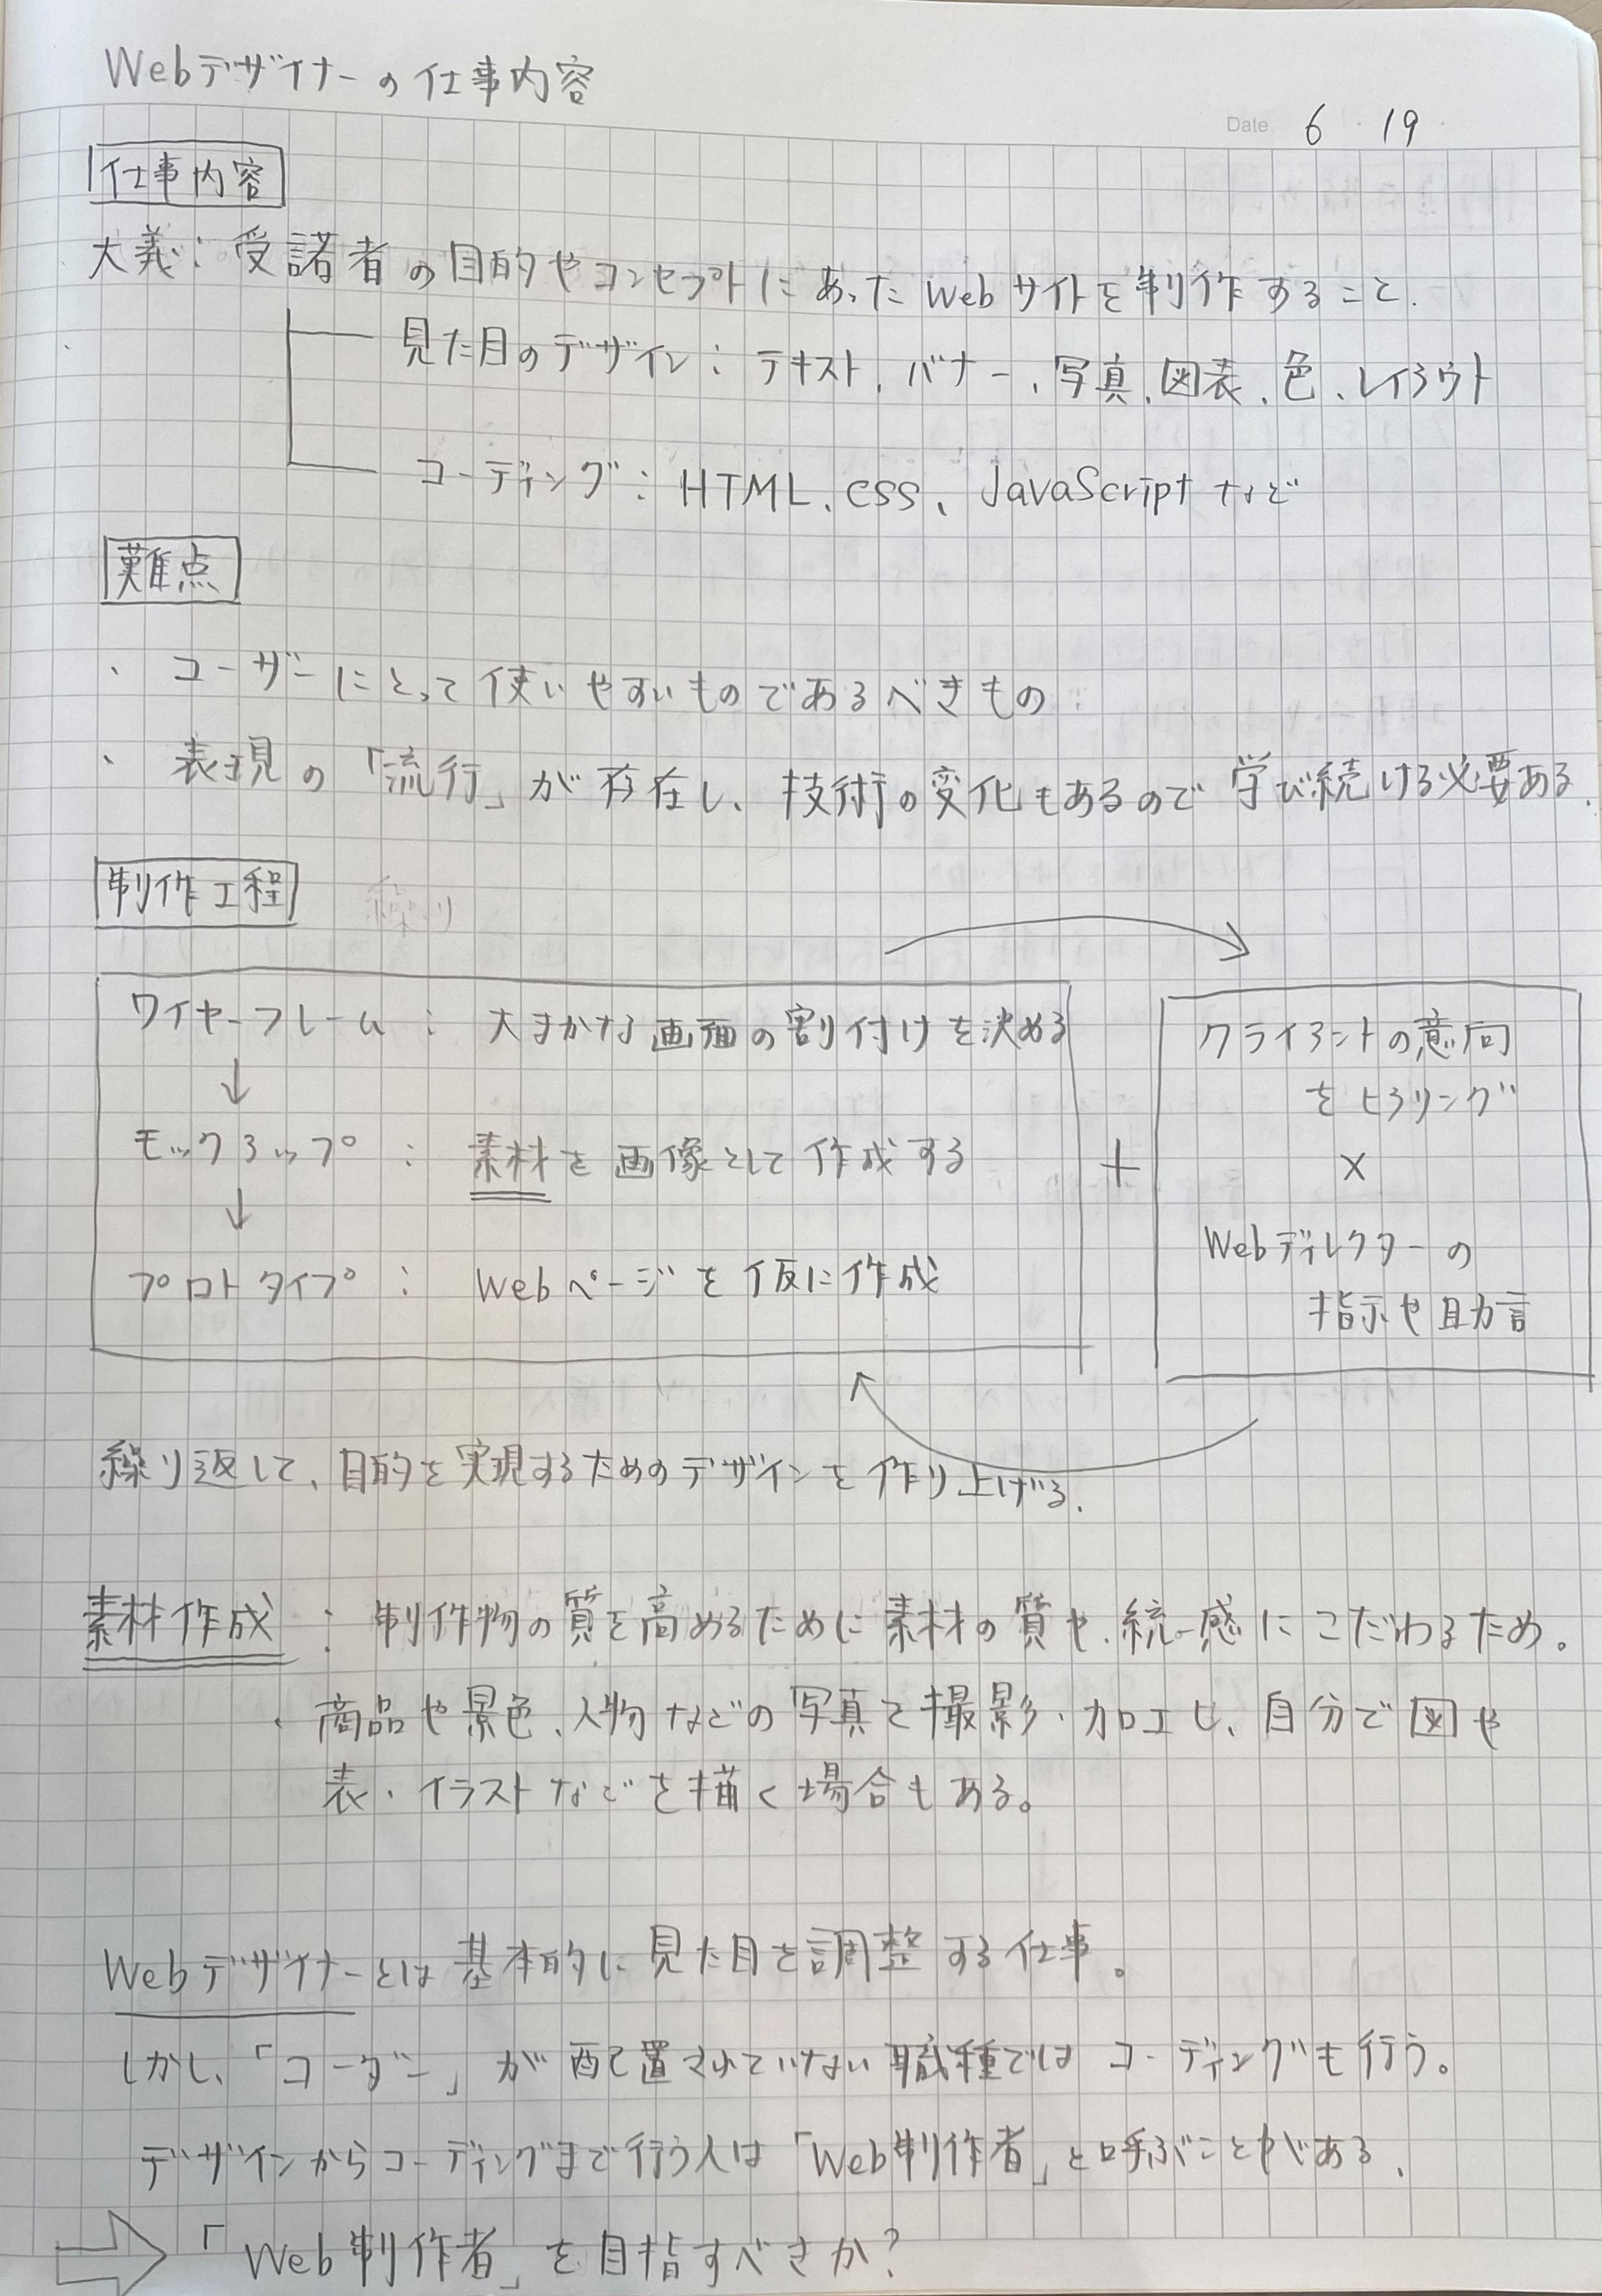 Webデザイナーの仕事内容
Date 6 19
仕事内容
大義：受諾者の目的やコンセプトにあったWebサイトを制作すること.
見た目のデザイン：テキスト、バナー、写真、図表、色、レイアウト
コーディング：HTML、CSS、JavaScriptなど
難点
・ユーザーにとって使いやすいものであるべきもの
・表現の「流行」が存在し、技術の変化もあるので学び続ける必要ある.
制作工程
ワイヤーフレーム：大まかな画面の割付けを決める
↓
モックアップ：素材を画像として作成する
↓
プロトタイプ：Webページを仮に作成
+
クライアントの意向
をヒアリング
×
Webディレクターの
指示や助言
繰り返して、目的を実現するためのデザインを作り上げる.
素材作成：制作物の質を高めるために素材の質や、統一感にこだわるため。
・商品や景色、人物などの写真を撮影・加工し、自分で図や
表・イラストなどを描く場合もある。
Webデザイナーとは基本的に見た目を調整する仕事。
しかし、「コーダー」が配置されていない職種ではコーディングも行う。
デザインからコーディングまで行う人は「Web制作者」と呼ぶことがある.
⇨「Web制作者」を目指すべきか?